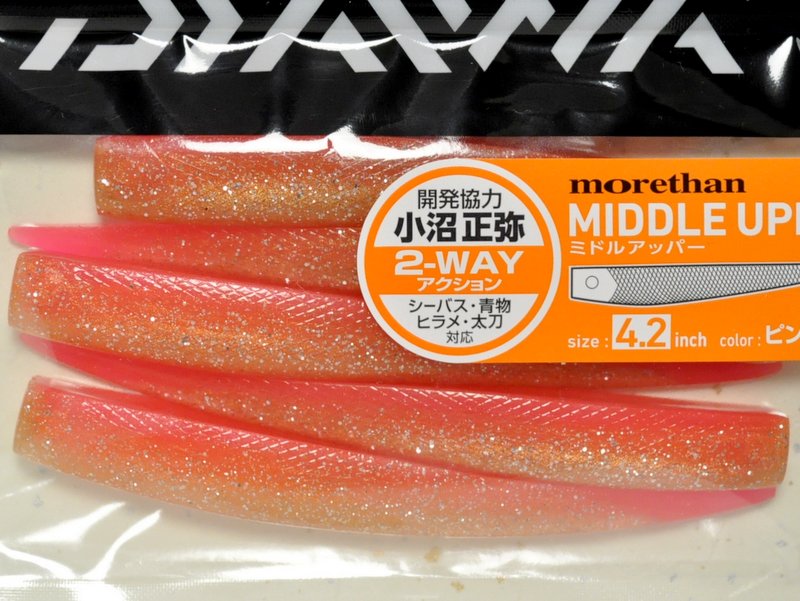 DAIWA
開発協力
小沼正弥
2-WAY
アクション
シーバス・青物
ヒラメ・太刀
対応
morethan
MIDDLE UP
ミドルアッパー
size : 4.2 inch color : ピン